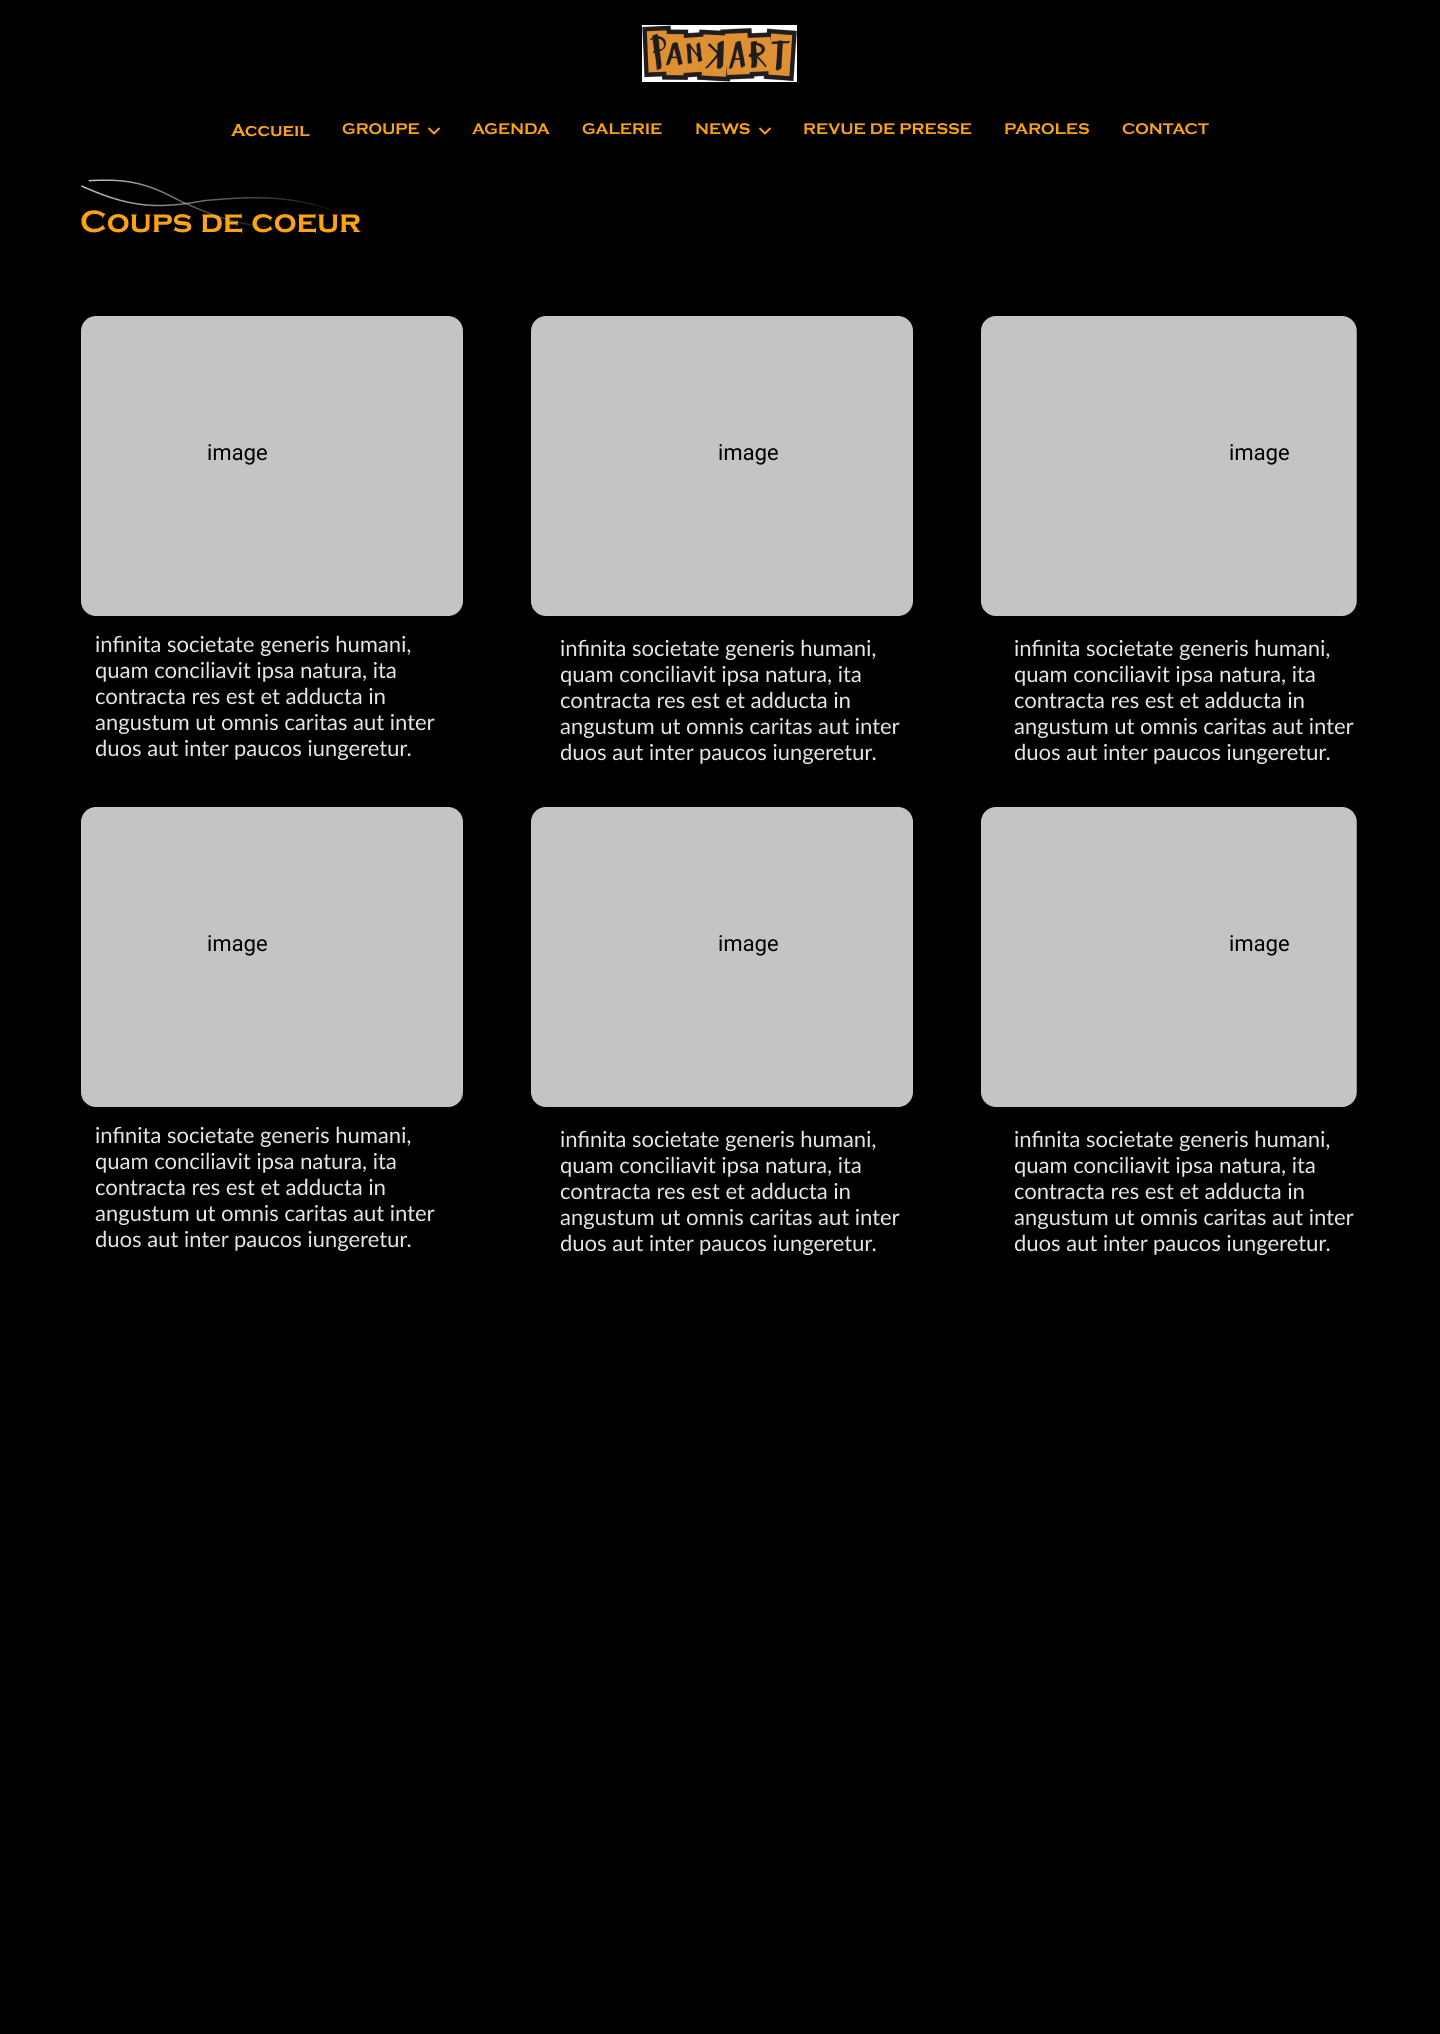 PANKART
ACCUEIL GROUPE AGENDA GALERIE NEWS REVUE DE PRESSE PAROLES CONTACT
COUPS DE COEUR
image image image
infinita societate generis humani,
quam conciliavit ipsa natura, ita
contracta res est et adducta in
angustum ut omnis caritas aut inter
duos aut inter paucos iungeretur.
infinita societate generis humani,
quam conciliavit ipsa natura, ita
contracta res est et adducta in
angustum ut omnis caritas aut inter
duos aut inter paucos iungeretur.
infinita societate generis humani,
quam conciliavit ipsa natura, ita
contracta res est et adducta in
angustum ut omnis caritas aut inter
duos aut inter paucos iungeretur.
image image image
infinita societate generis humani,
quam conciliavit ipsa natura, ita
contracta res est et adducta in
angustum ut omnis caritas aut inter
duos aut inter paucos iungeretur.
infinita societate generis humani,
quam conciliavit ipsa natura, ita
contracta res est et adducta in
angustum ut omnis caritas aut inter
duos aut inter paucos iungeretur.
infinita societate generis humani,
quam conciliavit ipsa natura, ita
contracta res est et adducta in
angustum ut omnis caritas aut inter
duos aut inter paucos iungeretur.